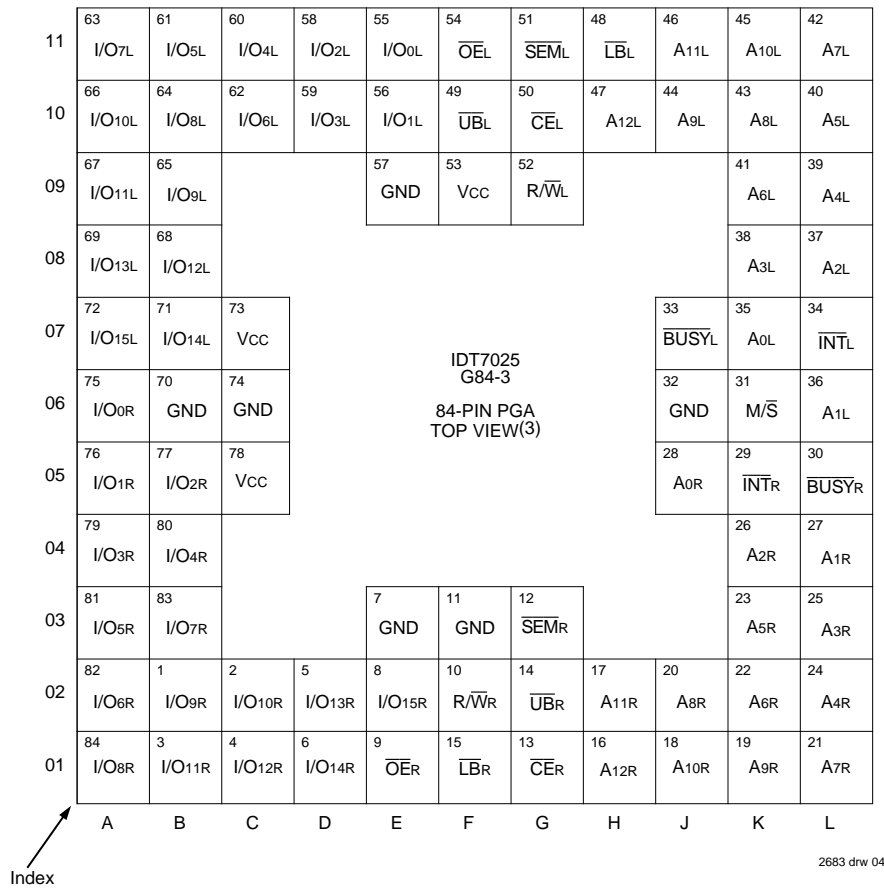 63 61 60 58 55 54 51 48 46 45 42
11 I/O7L I/O5L I/O4L I/O2L I/O0L OEL SEML LBL A11L A10L A7L
66 64 62 59 56 49 50 47 44 43 40
10 I/O10L I/O8L I/O6L I/O3L I/O1L UBL CEL A12L A9L A8L A5L
67 65 57 53 52 41 39
09 I/O11L I/O9L GND VCC R/WL A6L A4L
69 68 38 37
08 I/O13L I/O12L A3L A2L
72 71 73 33 35 34
07 I/O15L I/O14L VCC BUSYL A0L INTL
IDT7025
G84-3
75 70 74 32 31 36
06 I/O0R GND GND GND M/S A1L
84-PIN PGA
TOP VIEW(3)
76 77 78 28 29 30
05 I/O1R I/O2R VCC A0R INTR BUSYR
79 80 26 27
04 I/O3R I/O4R A2R A1R
81 83 7 11 12 23 25
03 I/O5R I/O7R GND GND SEMR A5R A3R
82 1 2 5 8 10 14 17 20 22 24
02 I/O6R I/O9R I/O10R I/O13R I/O15R R/WR UBR A11R A8R A6R A4R
84 3 4 6 9 15 13 16 18 19 21
01 I/O8R I/O11R I/O12R I/O14R OER LBR CER A12R A10R A9R A7R
A B C D E F G H J K L
2683 drw 04
Index